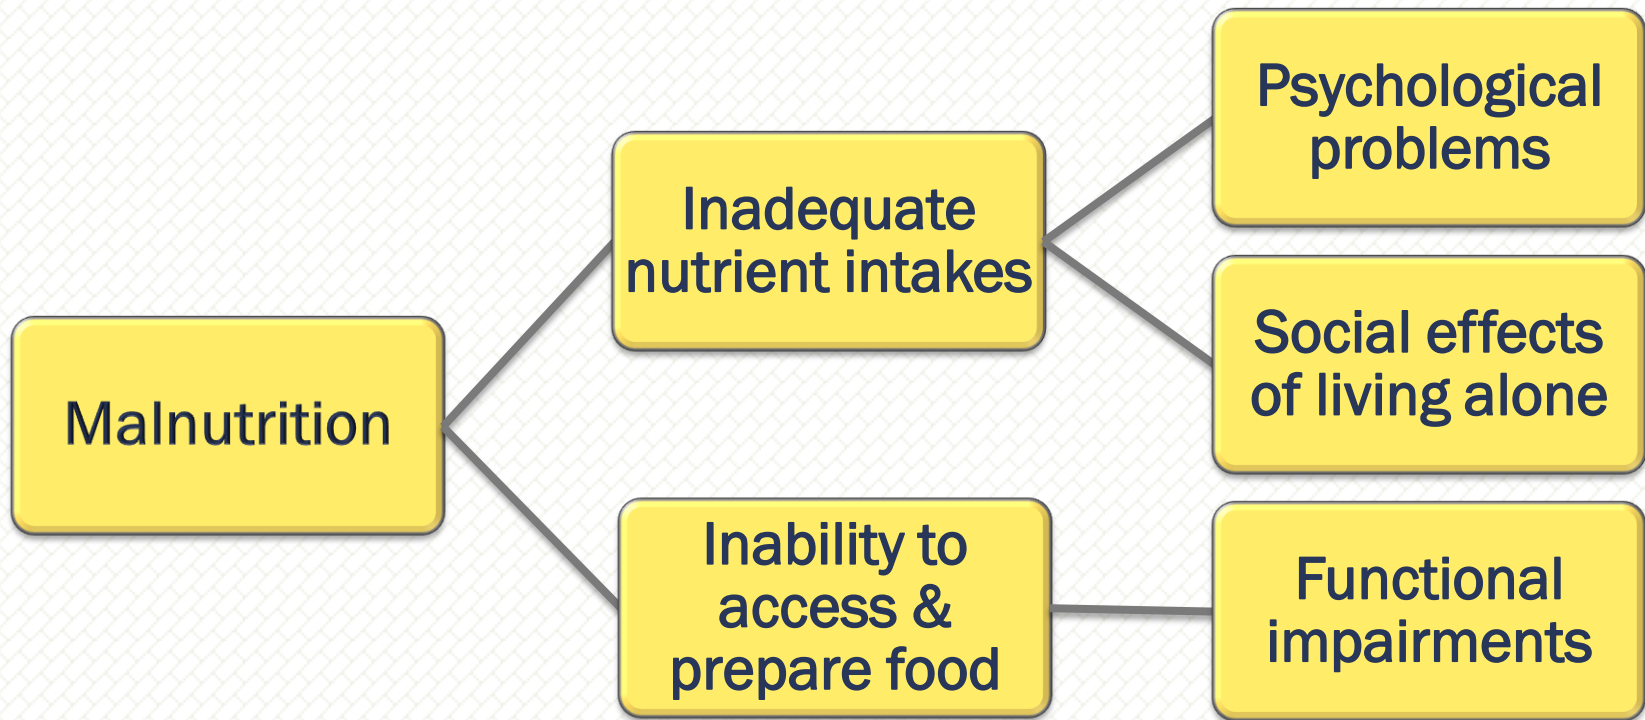 Malnutrition
Inadequate
nutrient intakes
Psychological
problems
Social effects
of living alone
Inability to
access &
prepare food
Functional
impairments